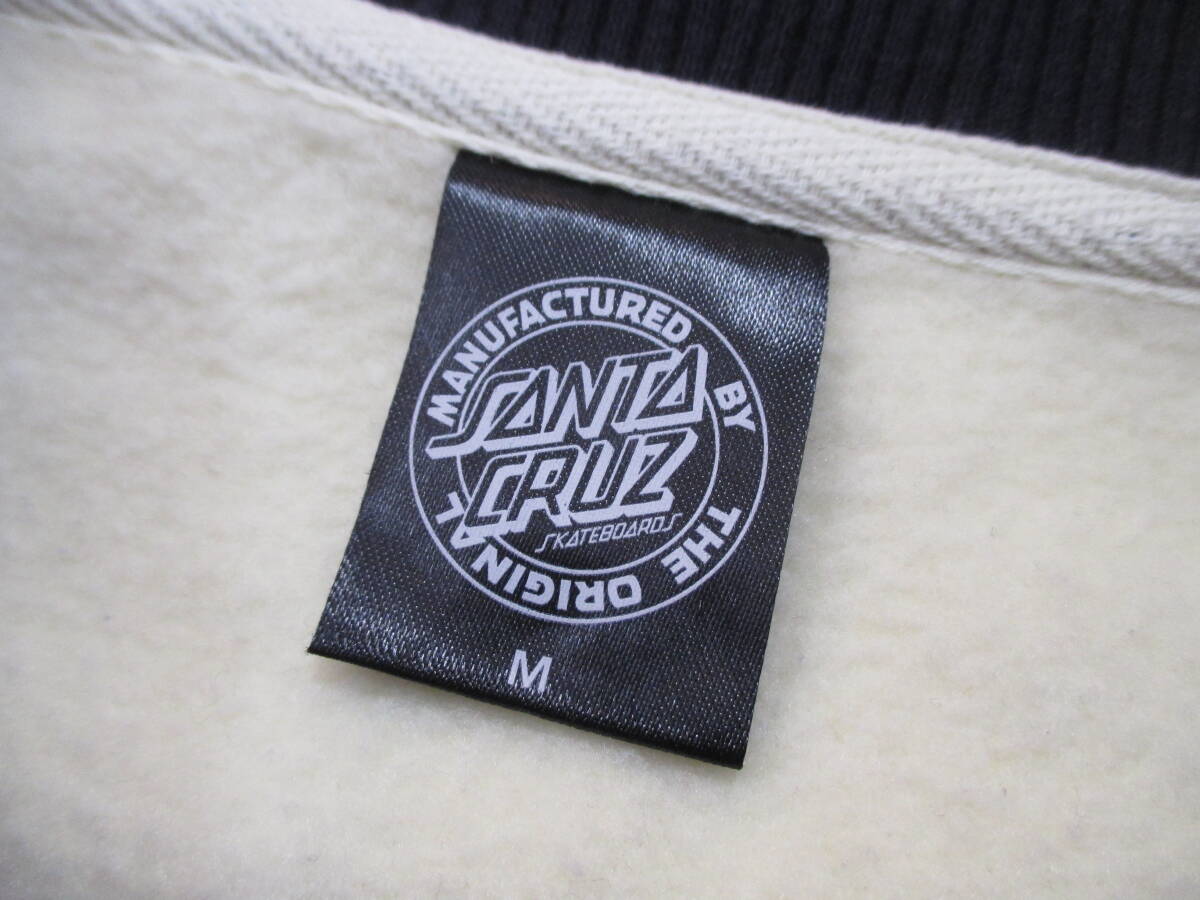 MANUFACTURED BY THE ORIGINAL
SANTA
CRUZ
SKATEBOARDS
M